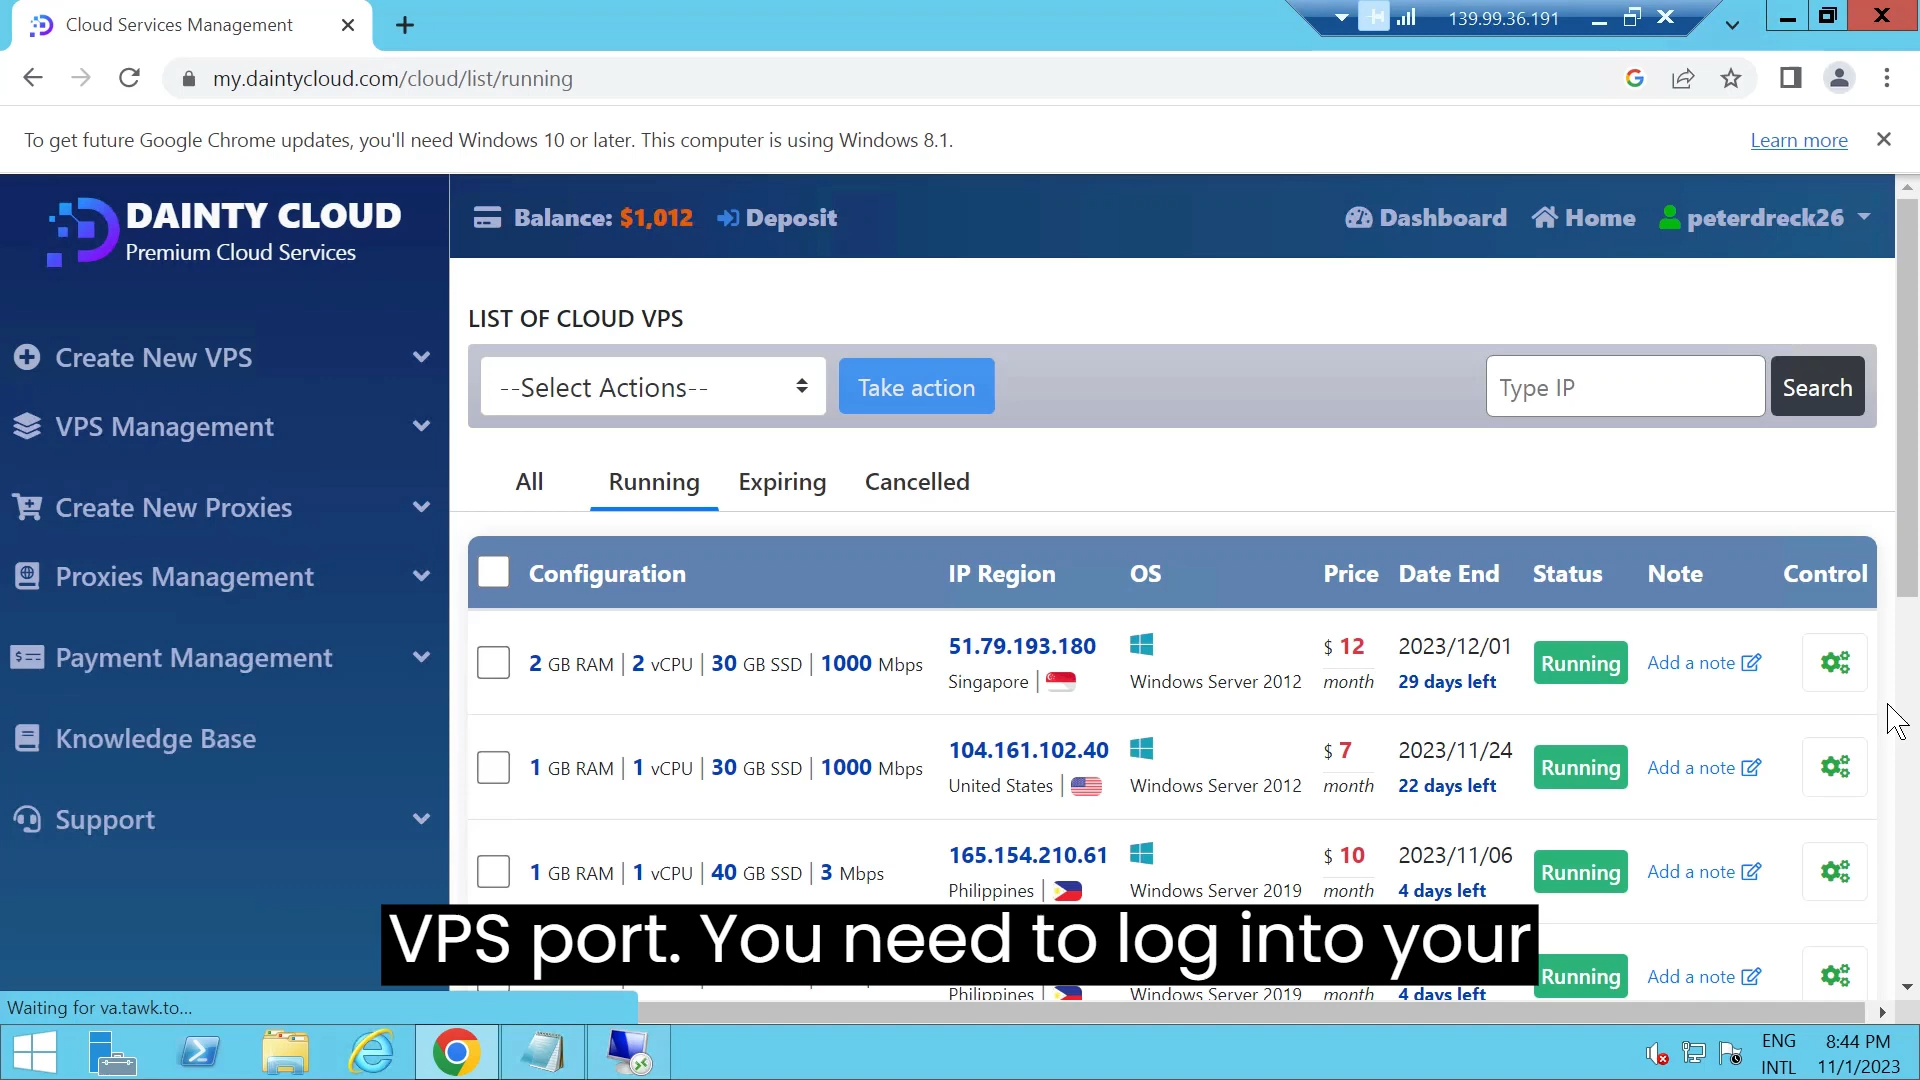 Cloud Services Management
139.99.36.191
my.daintycloud.com/cloud/list/running
To get future Google Chrome updates, you'll need Windows 10 or later. This computer is using Windows 8.1.
Learn more
DAINTY CLOUD
Premium Cloud Services
Balance: $1,012
Deposit
Dashboard
Home
peterdreck26
Create New VPS
VPS Management
Create New Proxies
Proxies Management
Payment Management
Knowledge Base
Support
LIST OF CLOUD VPS
--Select Actions--
Take action
Type IP
Search
All
Running
Expiring
Cancelled
Configuration IP Region OS Price Date End Status Note Control
2 GB RAM | 2 vCPU | 30 GB SSD | 1000 Mbps
51.79.193.180
Singapore |
Windows Server 2012
$ 12
month
2023/12/01
29 days left
Running
Add a note
1 GB RAM | 1 vCPU | 30 GB SSD | 1000 Mbps
104.161.102.40
United States |
Windows Server 2012
$ 7
month
2023/11/24
22 days left
Running
Add a note
1 GB RAM | 1 vCPU | 40 GB SSD | 3 Mbps
165.154.210.61
Philippines |
Windows Server 2019
$ 10
month
2023/11/06
4 days left
Running
Add a note
VPS port. You need to log into your
Running
Add a note
Philippines
Windows Server 2019
month
4 days left
Waiting for va.tawk.to...
ENG
INTL
8:44 PM
11/1/2023